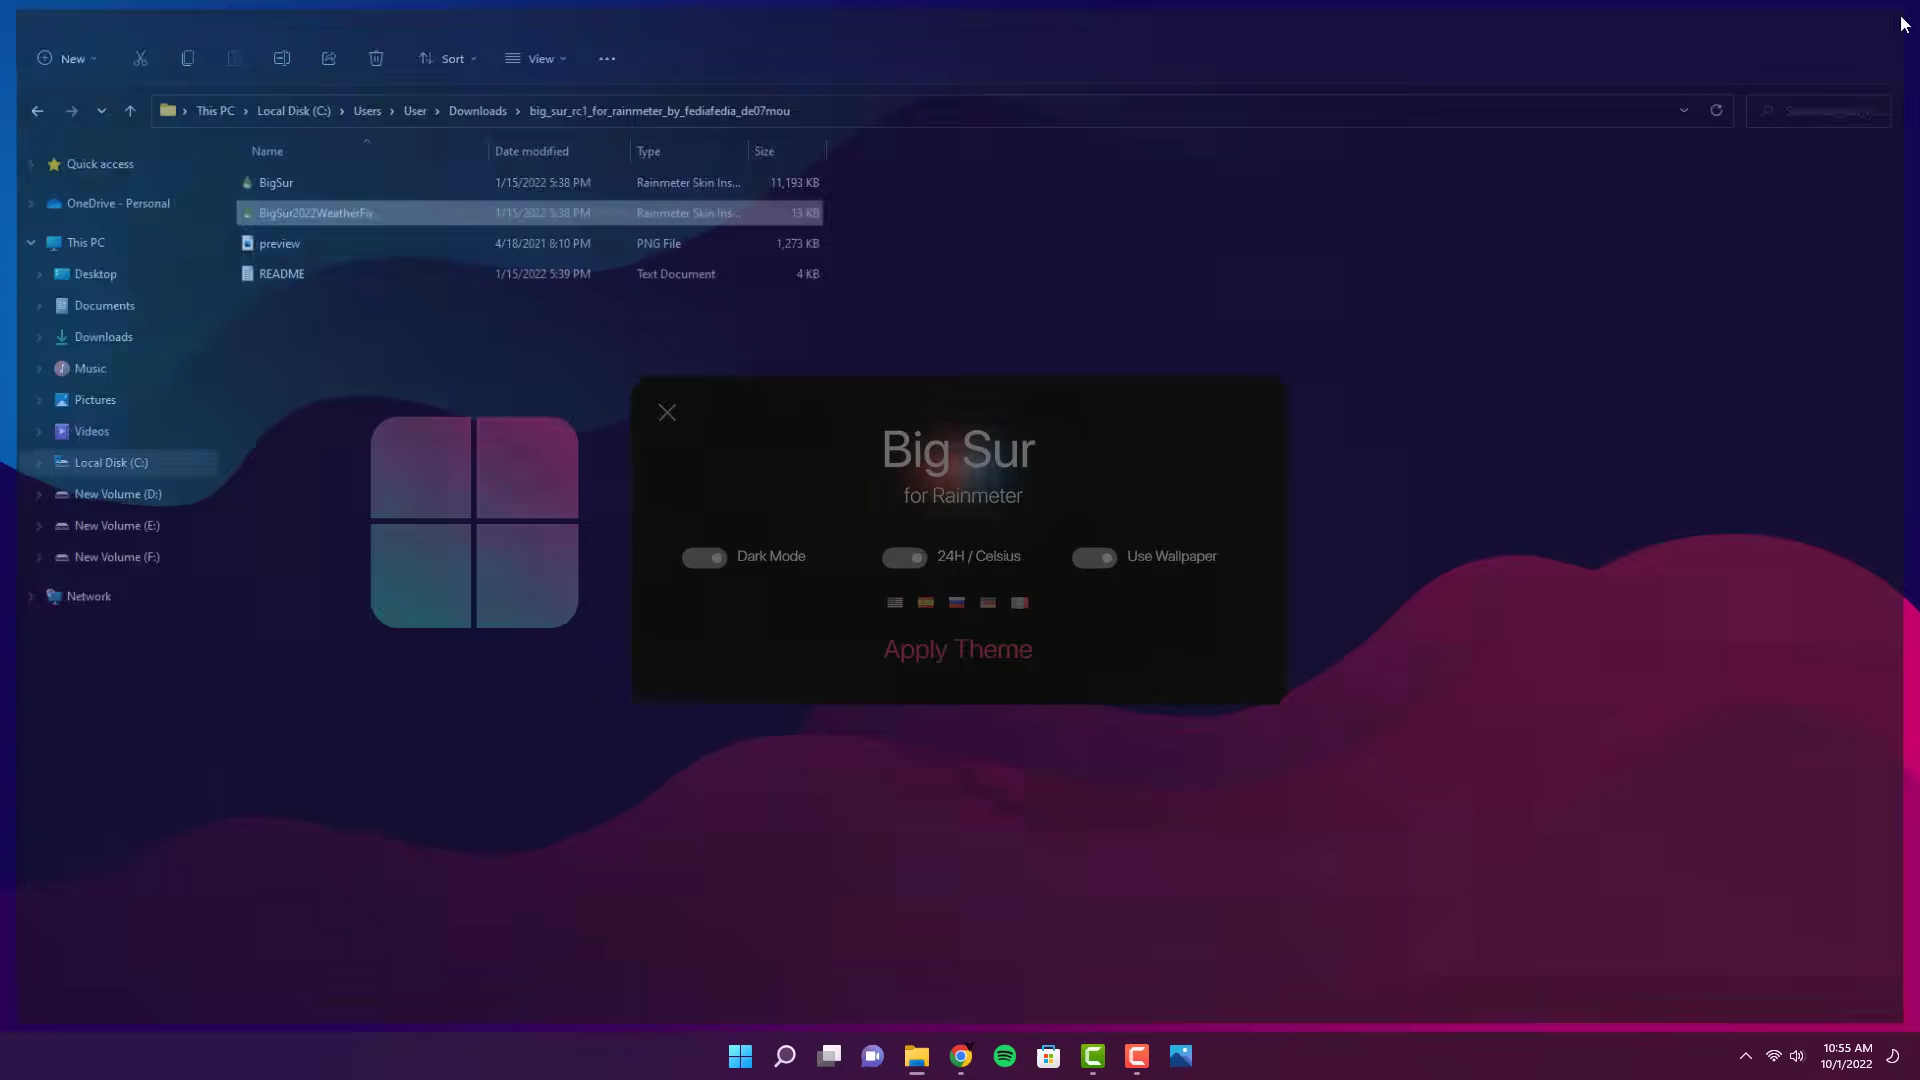 New
Sort
View
This PC
Local Disk (C:)
Users
User
Downloads
big_sur_rc1_for_rainmeter_by_fediafedia_de07mou
Name
Date modified
Type
Size
BigSur
1/15/2022 5:38 PM
Rainmeter Skin Ins...
11,193 KB
BigSur2022WeatherFix
1/15/2022 5:38 PM
Rainmeter Skin Ins...
13 KB
preview
4/18/2021 8:10 PM
PNG File
1,273 KB
README
1/15/2022 5:39 PM
Text Document
4 KB
Quick access
OneDrive - Personal
This PC
Desktop
Documents
Downloads
Music
Pictures
Videos
Local Disk (C:)
New Volume (D:)
New Volume (E:)
New Volume (F:)
Network
Big Sur
for Rainmeter
Dark Mode
24H / Celsius
Use Wallpaper
Apply Theme
10:55 AM
10/1/2022